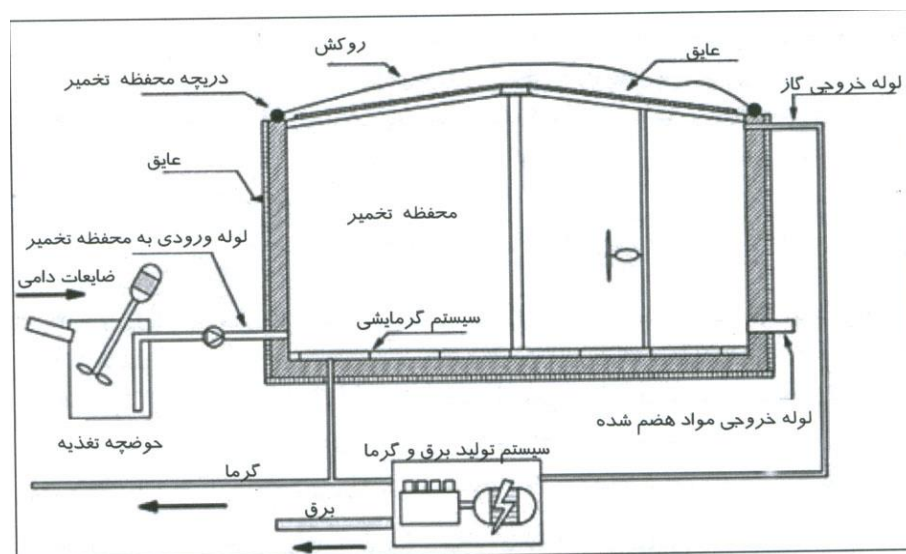 روکش
عایق
دریچه محفظه تخمیر
لوله خروجی گاز
عایق
محفظه تخمیر
لوله ورودی به محفظه تخمیر
ضایعات دامی
سیستم گرمایشی
لوله خروجی مواد هضم شده
حوضچه تغذیه
سیستم تولید برق و گرما
گرما
برق